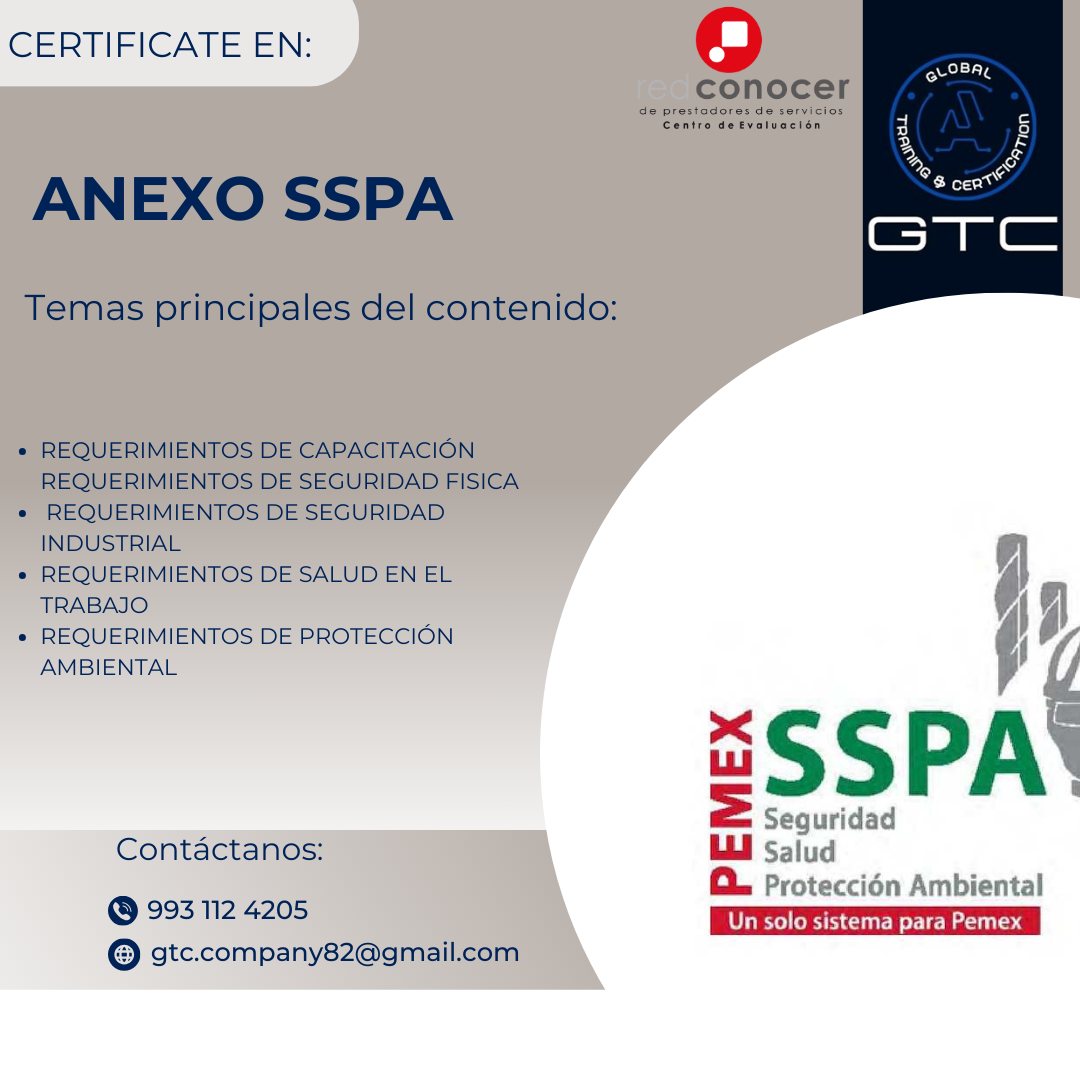 CERTIFICATE EN:
red conocer
de prestadores de servicios
Centro de Evaluación
GLOBAL
TRAINING & CERTIFICATION
GTC
ANEXO SSPA
Temas principales del contenido:
• REQUERIMIENTOS DE CAPACITACIÓN
REQUERIMIENTOS DE SEGURIDAD FISICA
• REQUERIMIENTOS DE SEGURIDAD
INDUSTRIAL
• REQUERIMIENTOS DE SALUD EN EL
TRABAJO
• REQUERIMIENTOS DE PROTECCIÓN
AMBIENTAL
PEMEX
SSPA
Seguridad
Salud
Protección Ambiental
Un solo sistema para Pemex
Contáctanos:
993 112 4205
gtc.company82@gmail.com